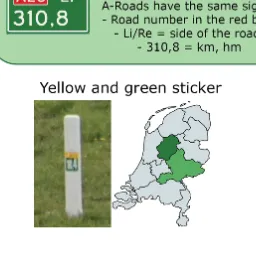 A-Roads have the same sig
- Road number in the red b
310,8
- Li/Re = side of the road
- 310,8 = km, hm
Yellow and green sticker